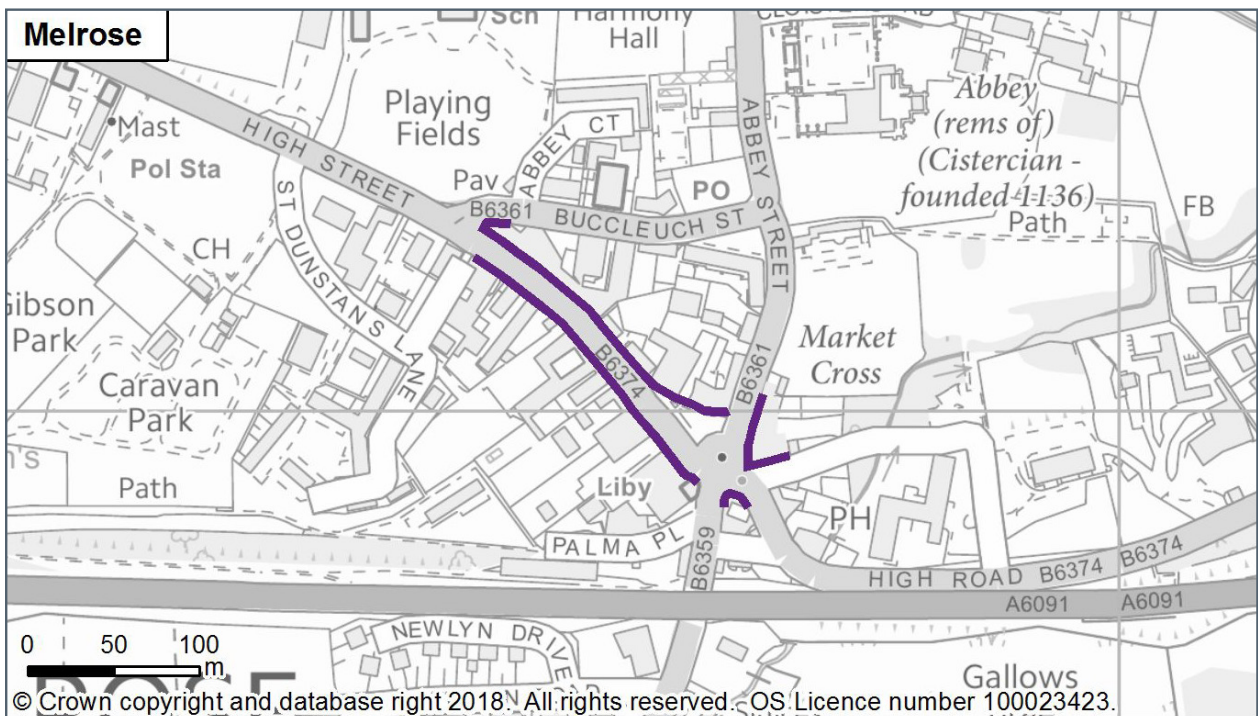 Melrose
Sch
Harmony
Hall
Abbey
(rems of)
(Cistercian -
founded 1136)
Path
FB
Playing
Fields
Mast
Pol Sta
HIGH STREET
ABBEY CT
ABBEY STREET
PO
Pav
B6361
BUCCLEUCH ST
ST DUNSTANS LANE
CH
Gibson
Park
Caravan
Park
B6374
B6361
Market
Cross
Path
Liby
PH
PALMA PL
B6359
HIGH ROAD
B6374
B6374
A6091
A6091
NEWLYN DRIVE
Gallows
0 50 100
m
© Crown copyright and database right 2018. All rights reserved. OS Licence number 100023423.